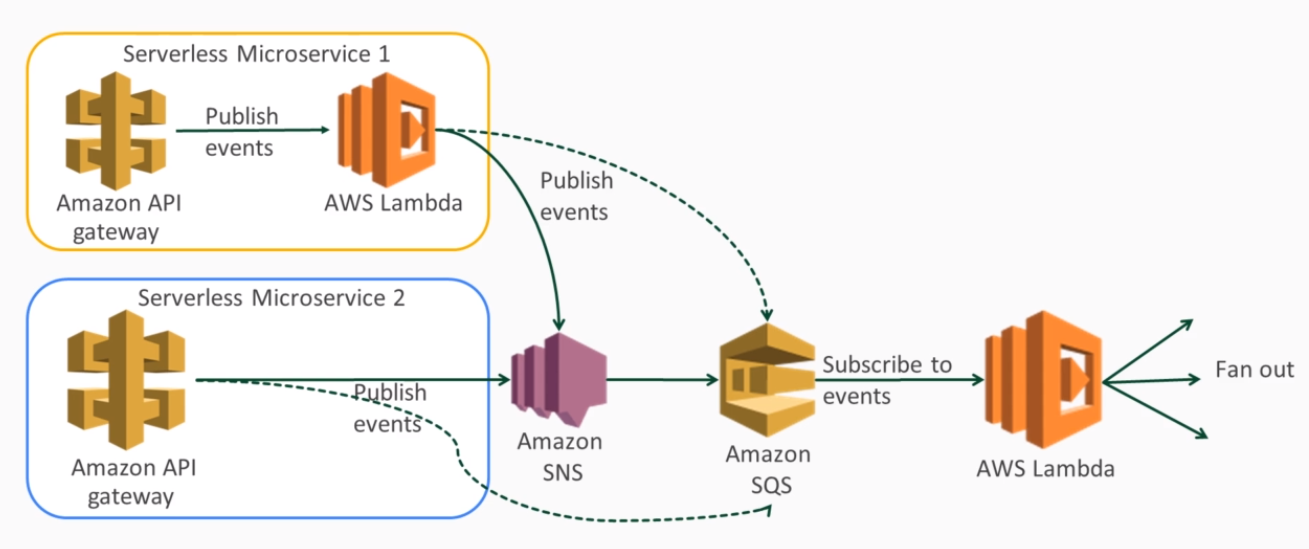 Serverless Microservice 1
Publish
events
Amazon API
gateway
AWS Lambda
Publish
events
Serverless Microservice 2
Publish
events
Amazon API
gateway
Amazon
SNS
Amazon
SQS
Subscribe to
events
AWS Lambda
Fan out